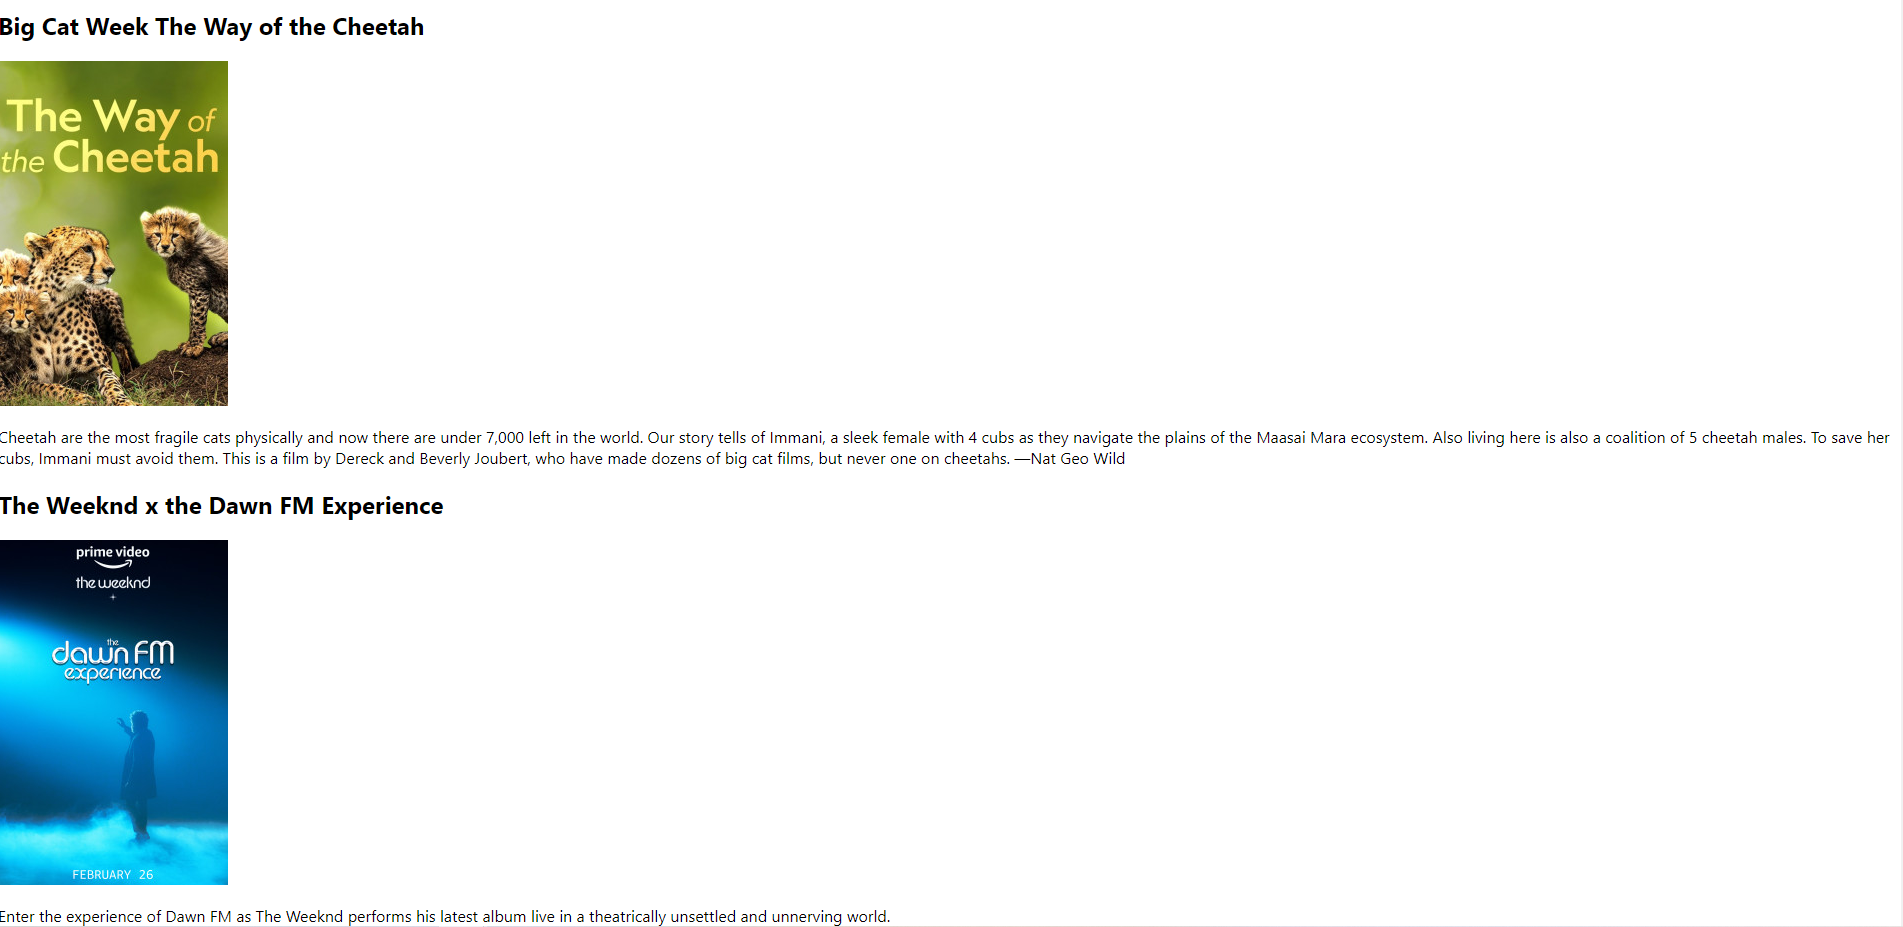 Big Cat Week The Way of the Cheetah
The Way of
the Cheetah
Cheetah are the most fragile cats physically and now there are under 7,000 left in the world. Our story tells of Immani, a sleek female with 4 cubs as they navigate the plains of the Maasai Mara ecosystem. Also living here is also a coalition of 5 cheetah males. To save her
cubs, Immani must avoid them. This is a film by Dereck and Beverly Joubert, who have made dozens of big cat films, but never one on cheetahs. —Nat Geo Wild
The Weeknd x the Dawn FM Experience
prime video
the weeknd
+
the
dawn FM
experience
FEBRUARY 26
Enter the experience of Dawn FM as The Weeknd performs his latest album live in a theatrically unsettled and unnerving world.